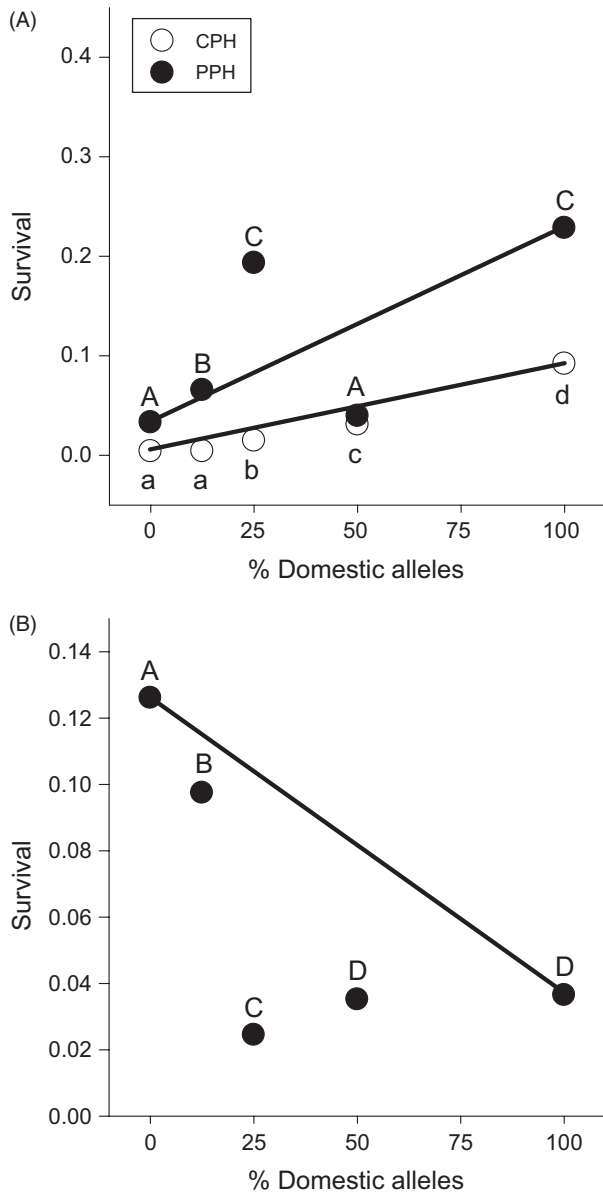 (A)
CPH
PPH
0.4
0.3
0.2
0.1
0.0
Survival
A
B
C
A
C
a
a
b
c
d
0 25 50 75 100
% Domestic alleles
(B)
0.14
0.12
0.10
0.08
0.06
0.04
0.02
0.00
Survival
A
B
C
D
D
0 25 50 75 100
% Domestic alleles